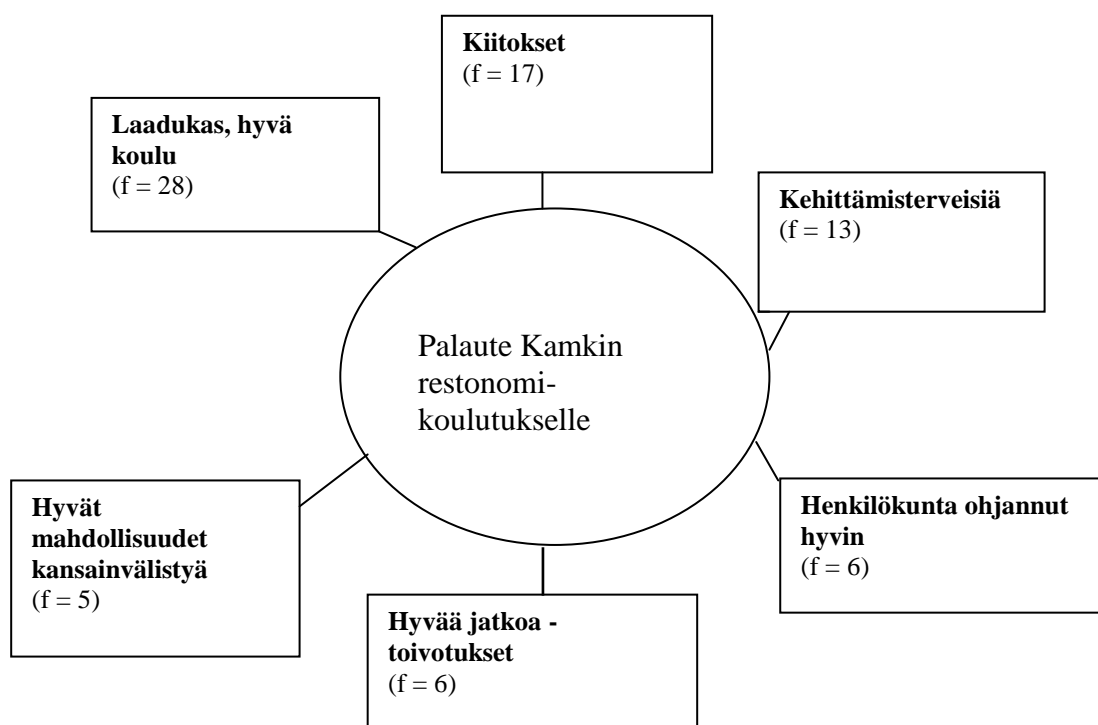 Kiitokset
(f = 17)
Laadukas, hyvä
koulu
(f = 28)
Kehittämisterveisiä
(f = 13)
Palaute Kamkin
restonomi-
koulutukselle
Hyvät
mahdollisuudet
kansainvälistyä
(f = 5)
Henkilökunta ohjannut
hyvin
(f = 6)
Hyvää jatkoa -
toivotukset
(f = 6)